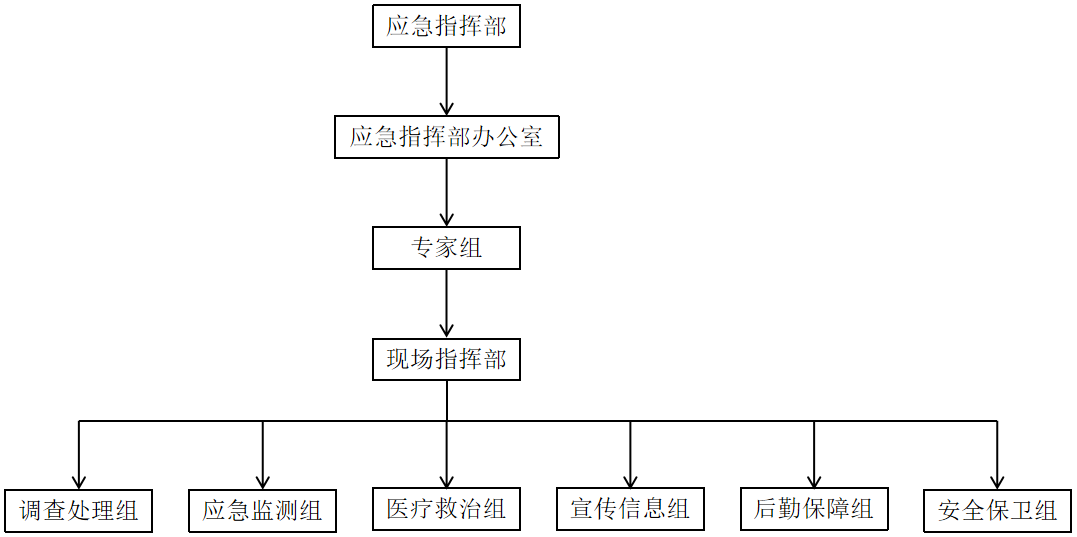 应急指挥部
应急指挥部办公室
专家组
现场指挥部
调查处理组
应急监测组
医疗救治组
宣传信息组
后勤保障组
安全保卫组